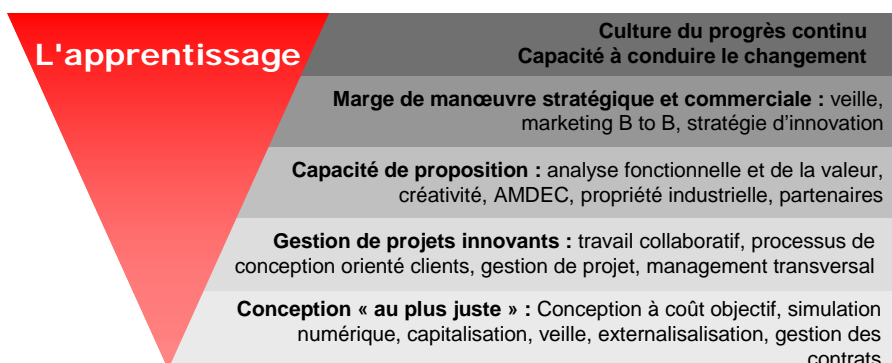 L'apprentissage
Culture du progrès continu
Capacité à conduire le changement
Marge de manœuvre stratégique et commerciale : veille,
marketing B to B, stratégie d'innovation
Capacité de proposition : analyse fonctionnelle et de la valeur,
créativité, AMDEC, propriété industrielle, partenaires
Gestion de projets innovants : travail collaboratif, processus de
conception orienté clients, gestion de projet, management transversal
Conception « au plus juste » : Conception à coût objectif, simulation
numérique, capitalisation, veille, externalisalisation, gestion des
contrats